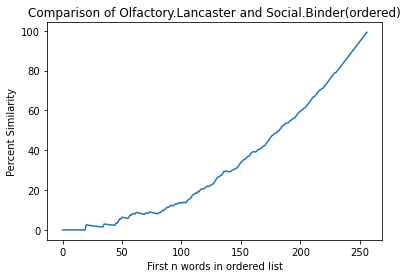 Comparison of Olfactory.Lancaster and Social.Binder(ordered)
100
80
60
40
20
0
Percent Similarity
0 50 100 150 200 250
First n words in ordered list